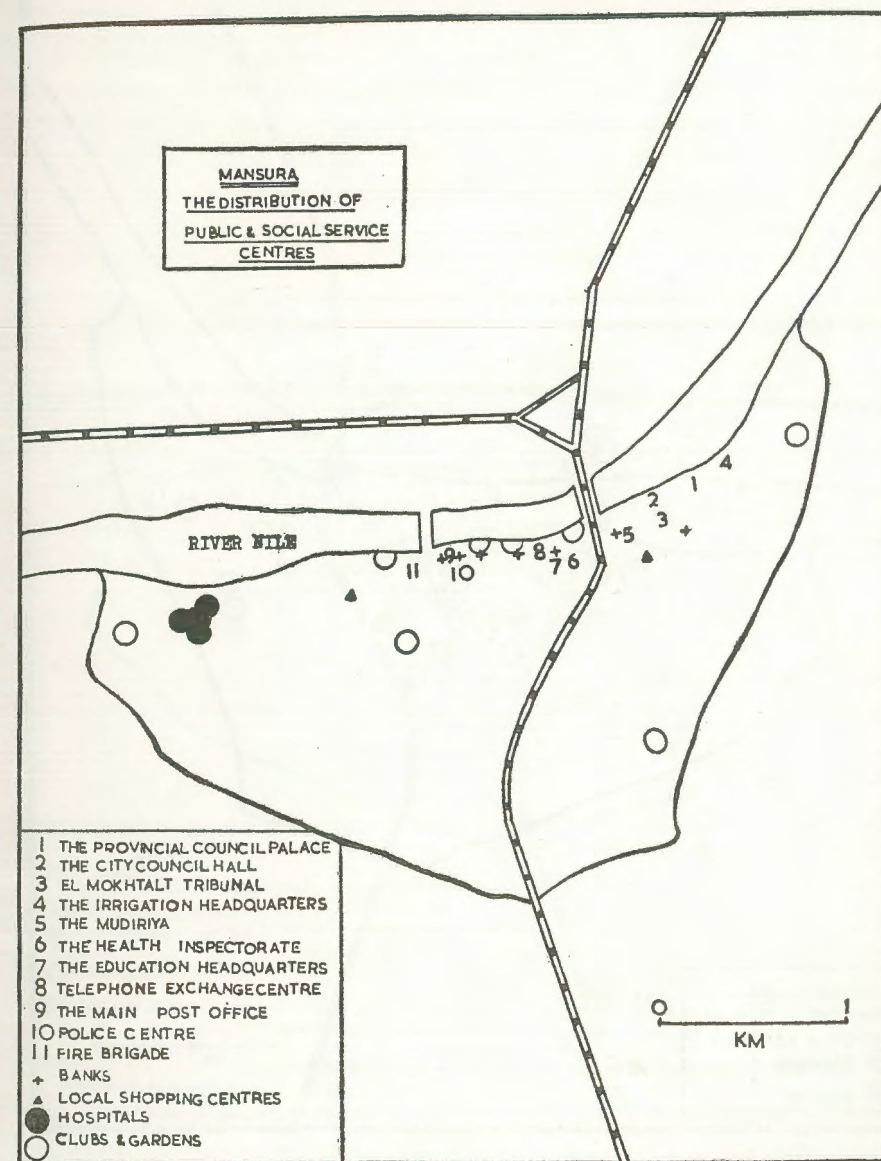 MANSURA
THE DISTRIBUTION OF
PUBLIC & SOCIAL SERVICE
CENTRES
4
1
2
3
5
RIVER NILE
11
9
10
8
7
6
1 THE PROVINCIAL COUNCIL PALACE
2 THE CITY COUNCIL HALL
3 EL MOKHTALT TRIBUNAL
4 THE IRRIGATION HEADQUARTERS
5 THE MUDIRIYA
6 THE HEALTH INSPECTORATE
7 THE EDUCATION HEADQUARTERS
8 TELEPHONE EXCHANGE CENTRE
9 THE MAIN POST OFFICE
10 POLICE CENTRE
11 FIRE BRIGADE
+ BANKS
▲ LOCAL SHOPPING CENTRES
HOSPITALS
CLUBS & GARDENS
0 1
KM